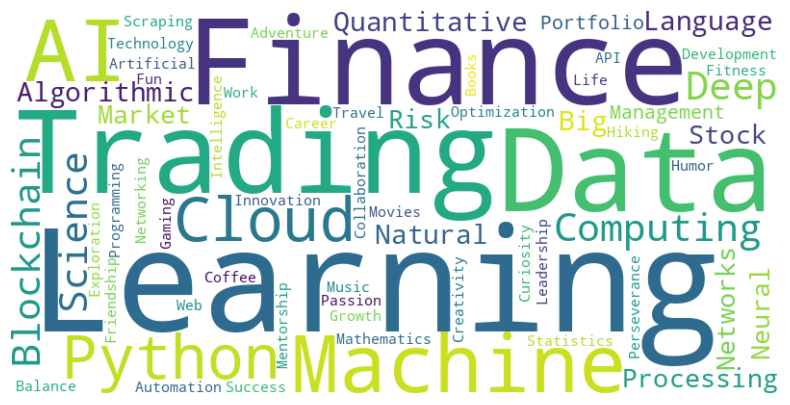 Scraping
Quantitative
Portfolio
Language
AI
Finance
Technology
Adventure
Artificial
API
Development
Fun
Books
Life
Fitness
Deep
Algorithmic
Intelligence
Work
Market
Career
Travel
Risk
Optimization
Big
Management
Hiking
Stock
Trading
Data
Blockchain
Science
Programming
Networking
Collaboration
Humor
Exploration
Gaming
Cloud
Innovation
Movies
Natural
Computing
Friendship
Learning
Curiosity
Leadership
Coffee
Music
Passion
Growth
Web
Mentorship
Creativity
Perseverance
Networks
Neural
Python
Machine
Mathematics
Statistics
Processing
Balance
Automation
Success